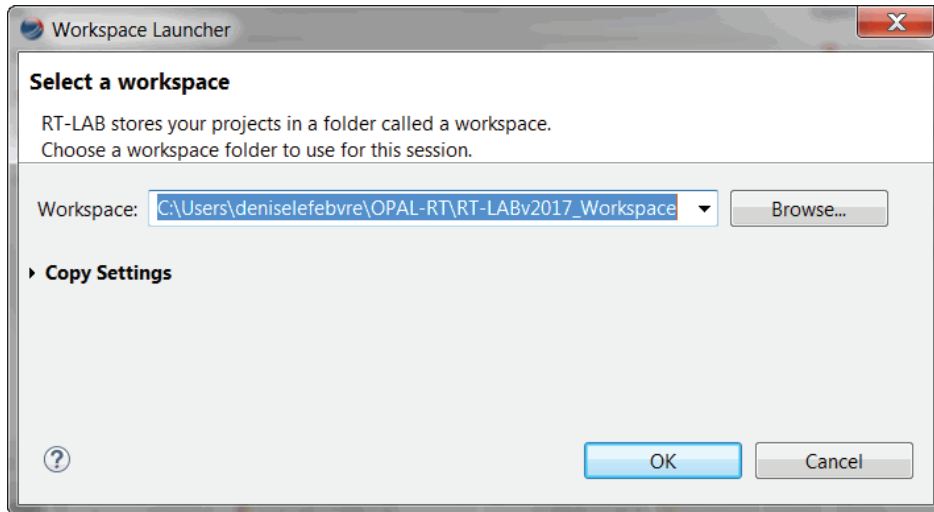 Workspace Launcher
Select a workspace
RT-LAB stores your projects in a folder called a workspace.
Choose a workspace folder to use for this session.
Workspace: C:\Users\deniselefebvre\OPAL-RT\RT-LABv2017_Workspace Browse...
Copy Settings
? OK Cancel